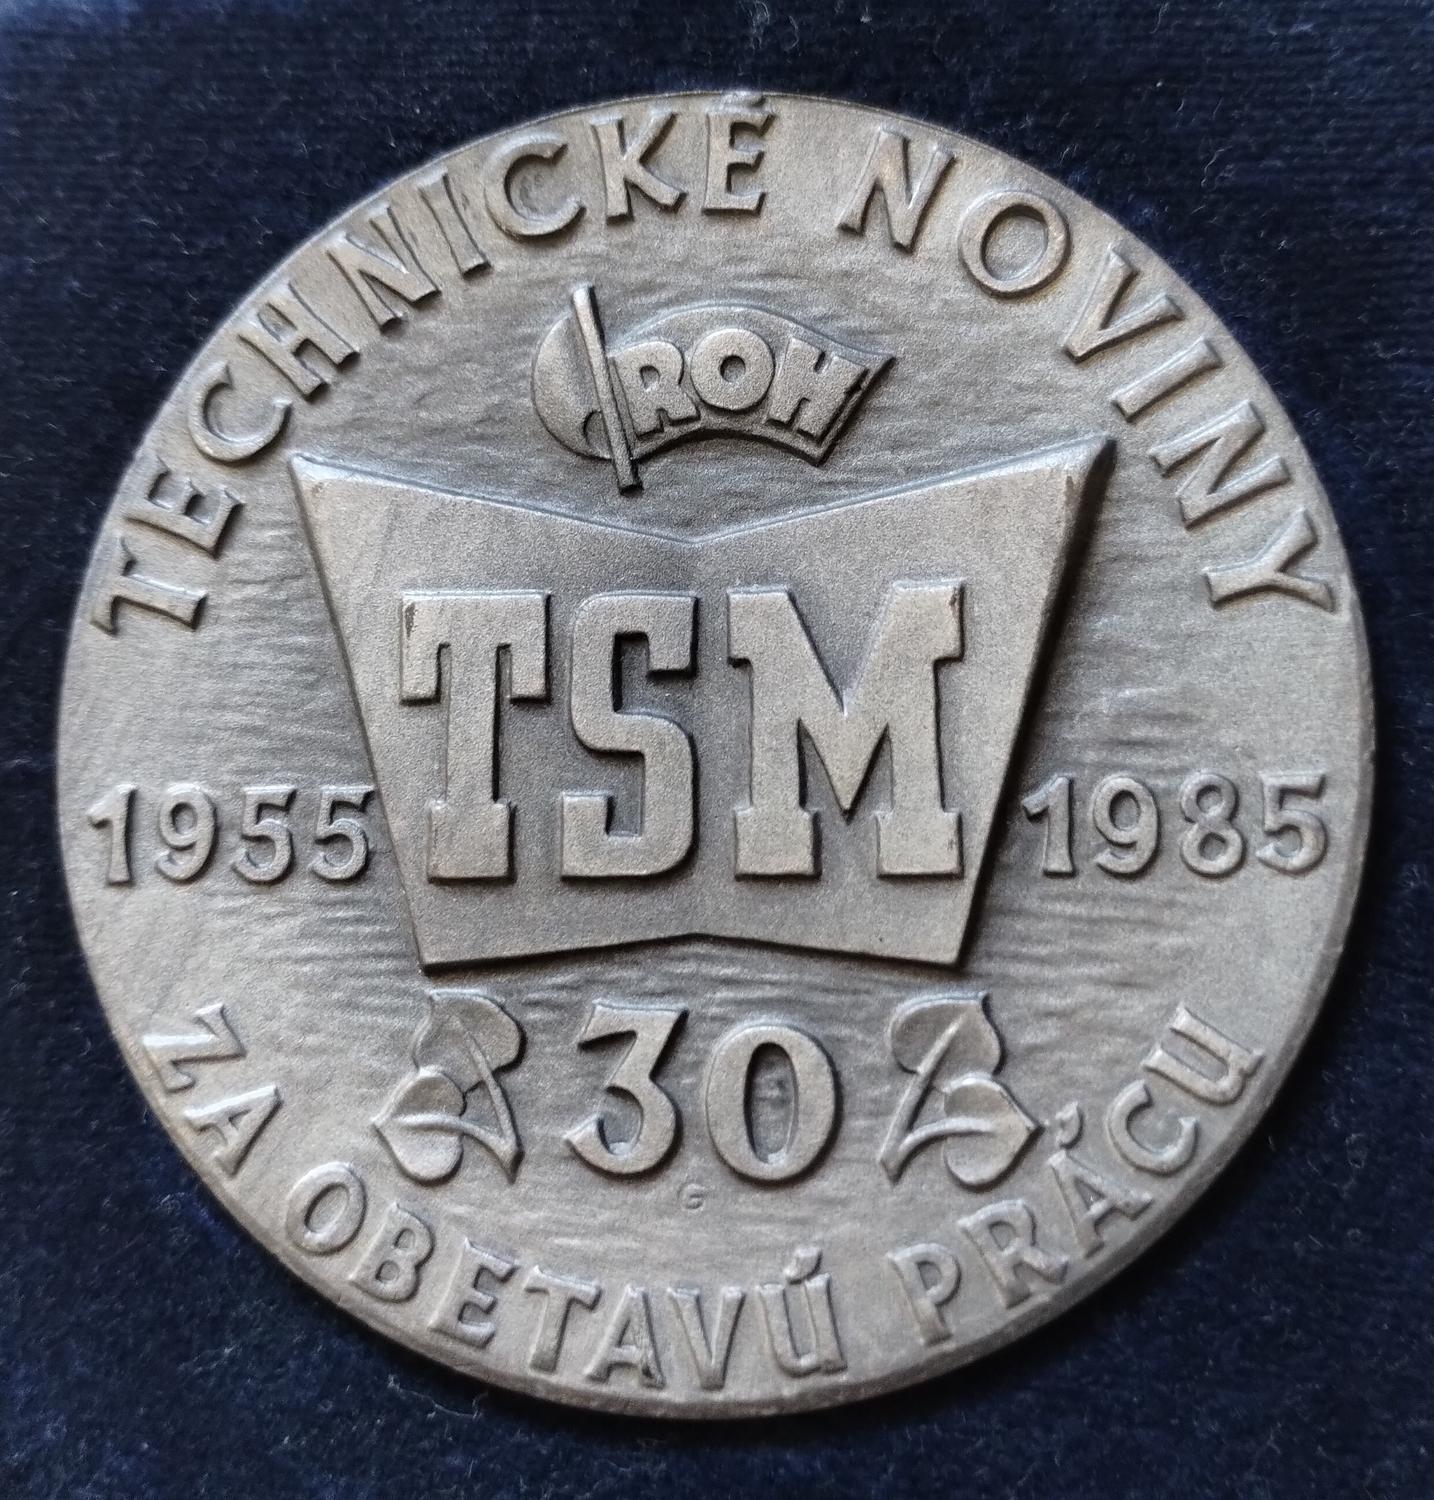 TECHNICKÉ NOVINY
ROH
TSM
1955
1985
30
G
ZA OBETAVÚ PRÁCU